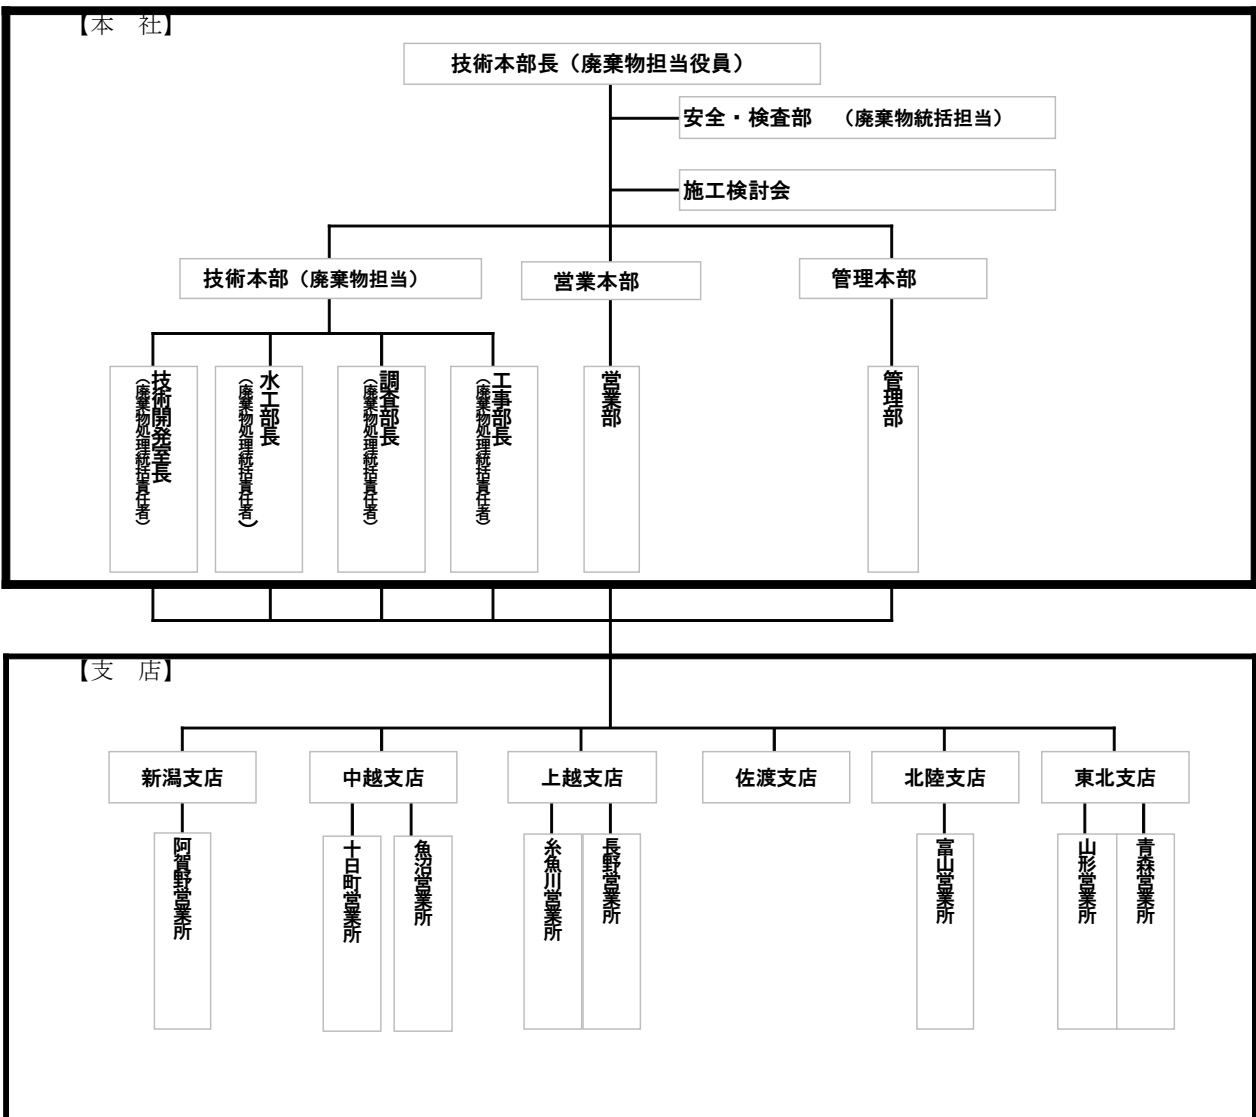 【本　社】
技術本部長（廃棄物担当役員）
安全・検査部　（廃棄物統括担当）
施工検討会
技術本部（廃棄物担当）
営業本部
管理本部
技術開発室長
（廃棄物処理統括責任者）
水工部長
（廃棄物処理統括責任者）
調査部長
（廃棄物処理統括責任者）
工事部長
（廃棄物処理統括責任者）
営業部
管理部
【支　店】
新潟支店
中越支店
上越支店
佐渡支店
北陸支店
東北支店
阿賀野営業所
十日町営業所
魚沼営業所
糸魚川営業所
長野営業所
富山営業所
山形営業所
青森営業所